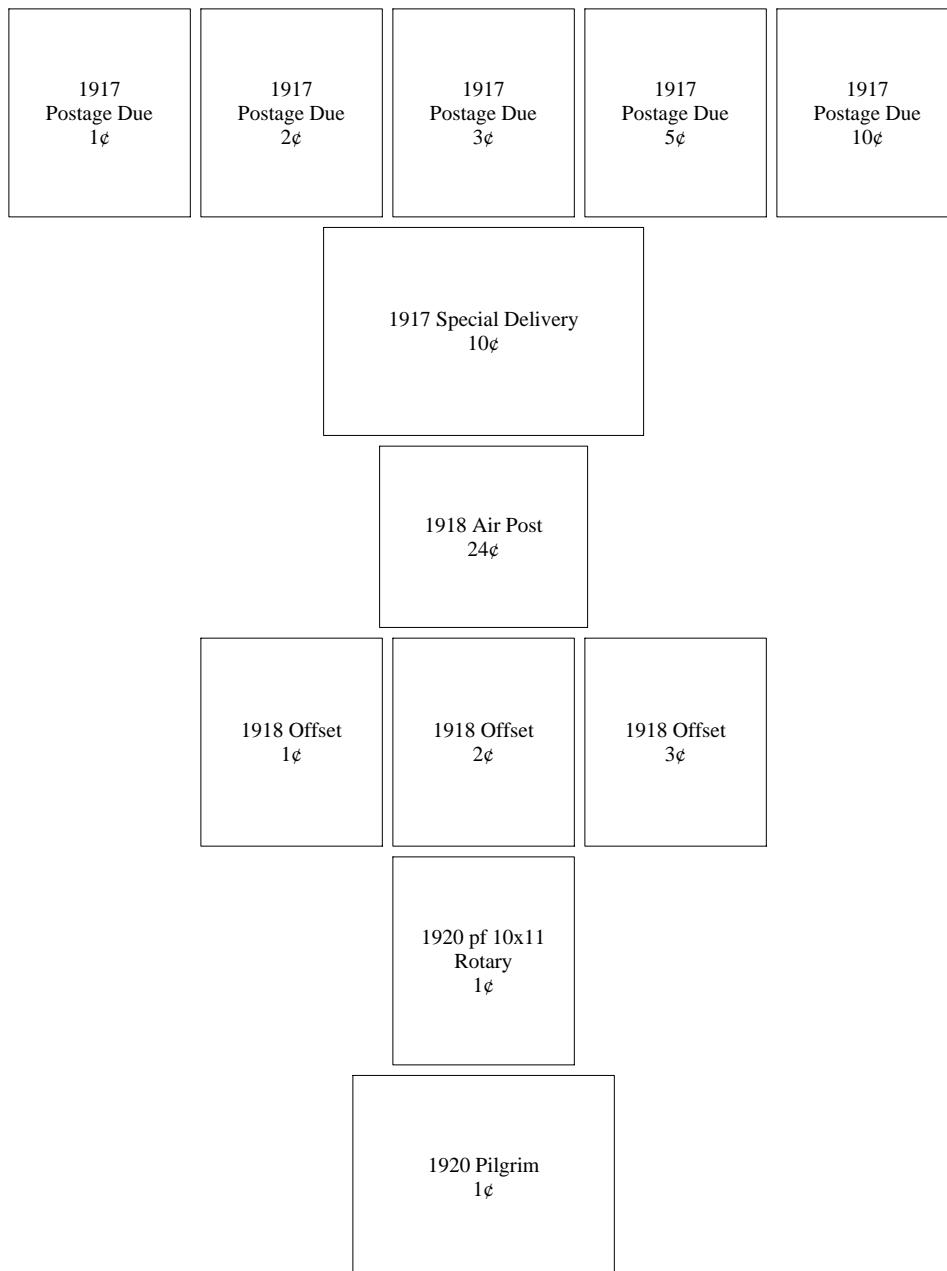 1917
Postage Due
1¢
1917
Postage Due
2¢
1917
Postage Due
3¢
1917
Postage Due
5¢
1917
Postage Due
10¢
1917 Special Delivery
10¢
1918 Air Post
24¢
1918 Offset
1¢
1918 Offset
2¢
1918 Offset
3¢
1920 pf 10x11
Rotary
1¢
1920 Pilgrim
1¢